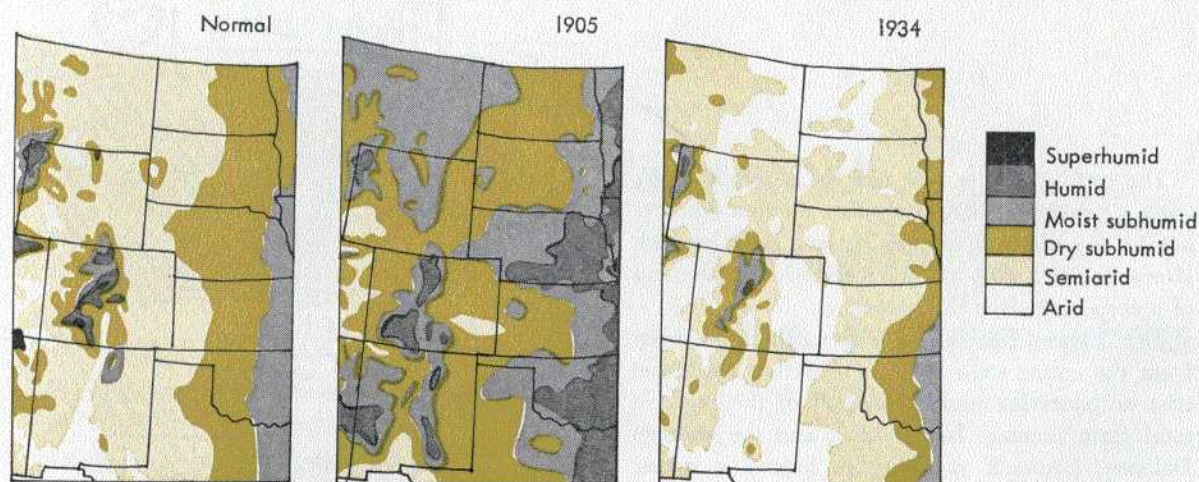 Normal
1905
1934
Superhumid
Humid
Moist subhumid
Dry subhumid
Semiarid
Arid